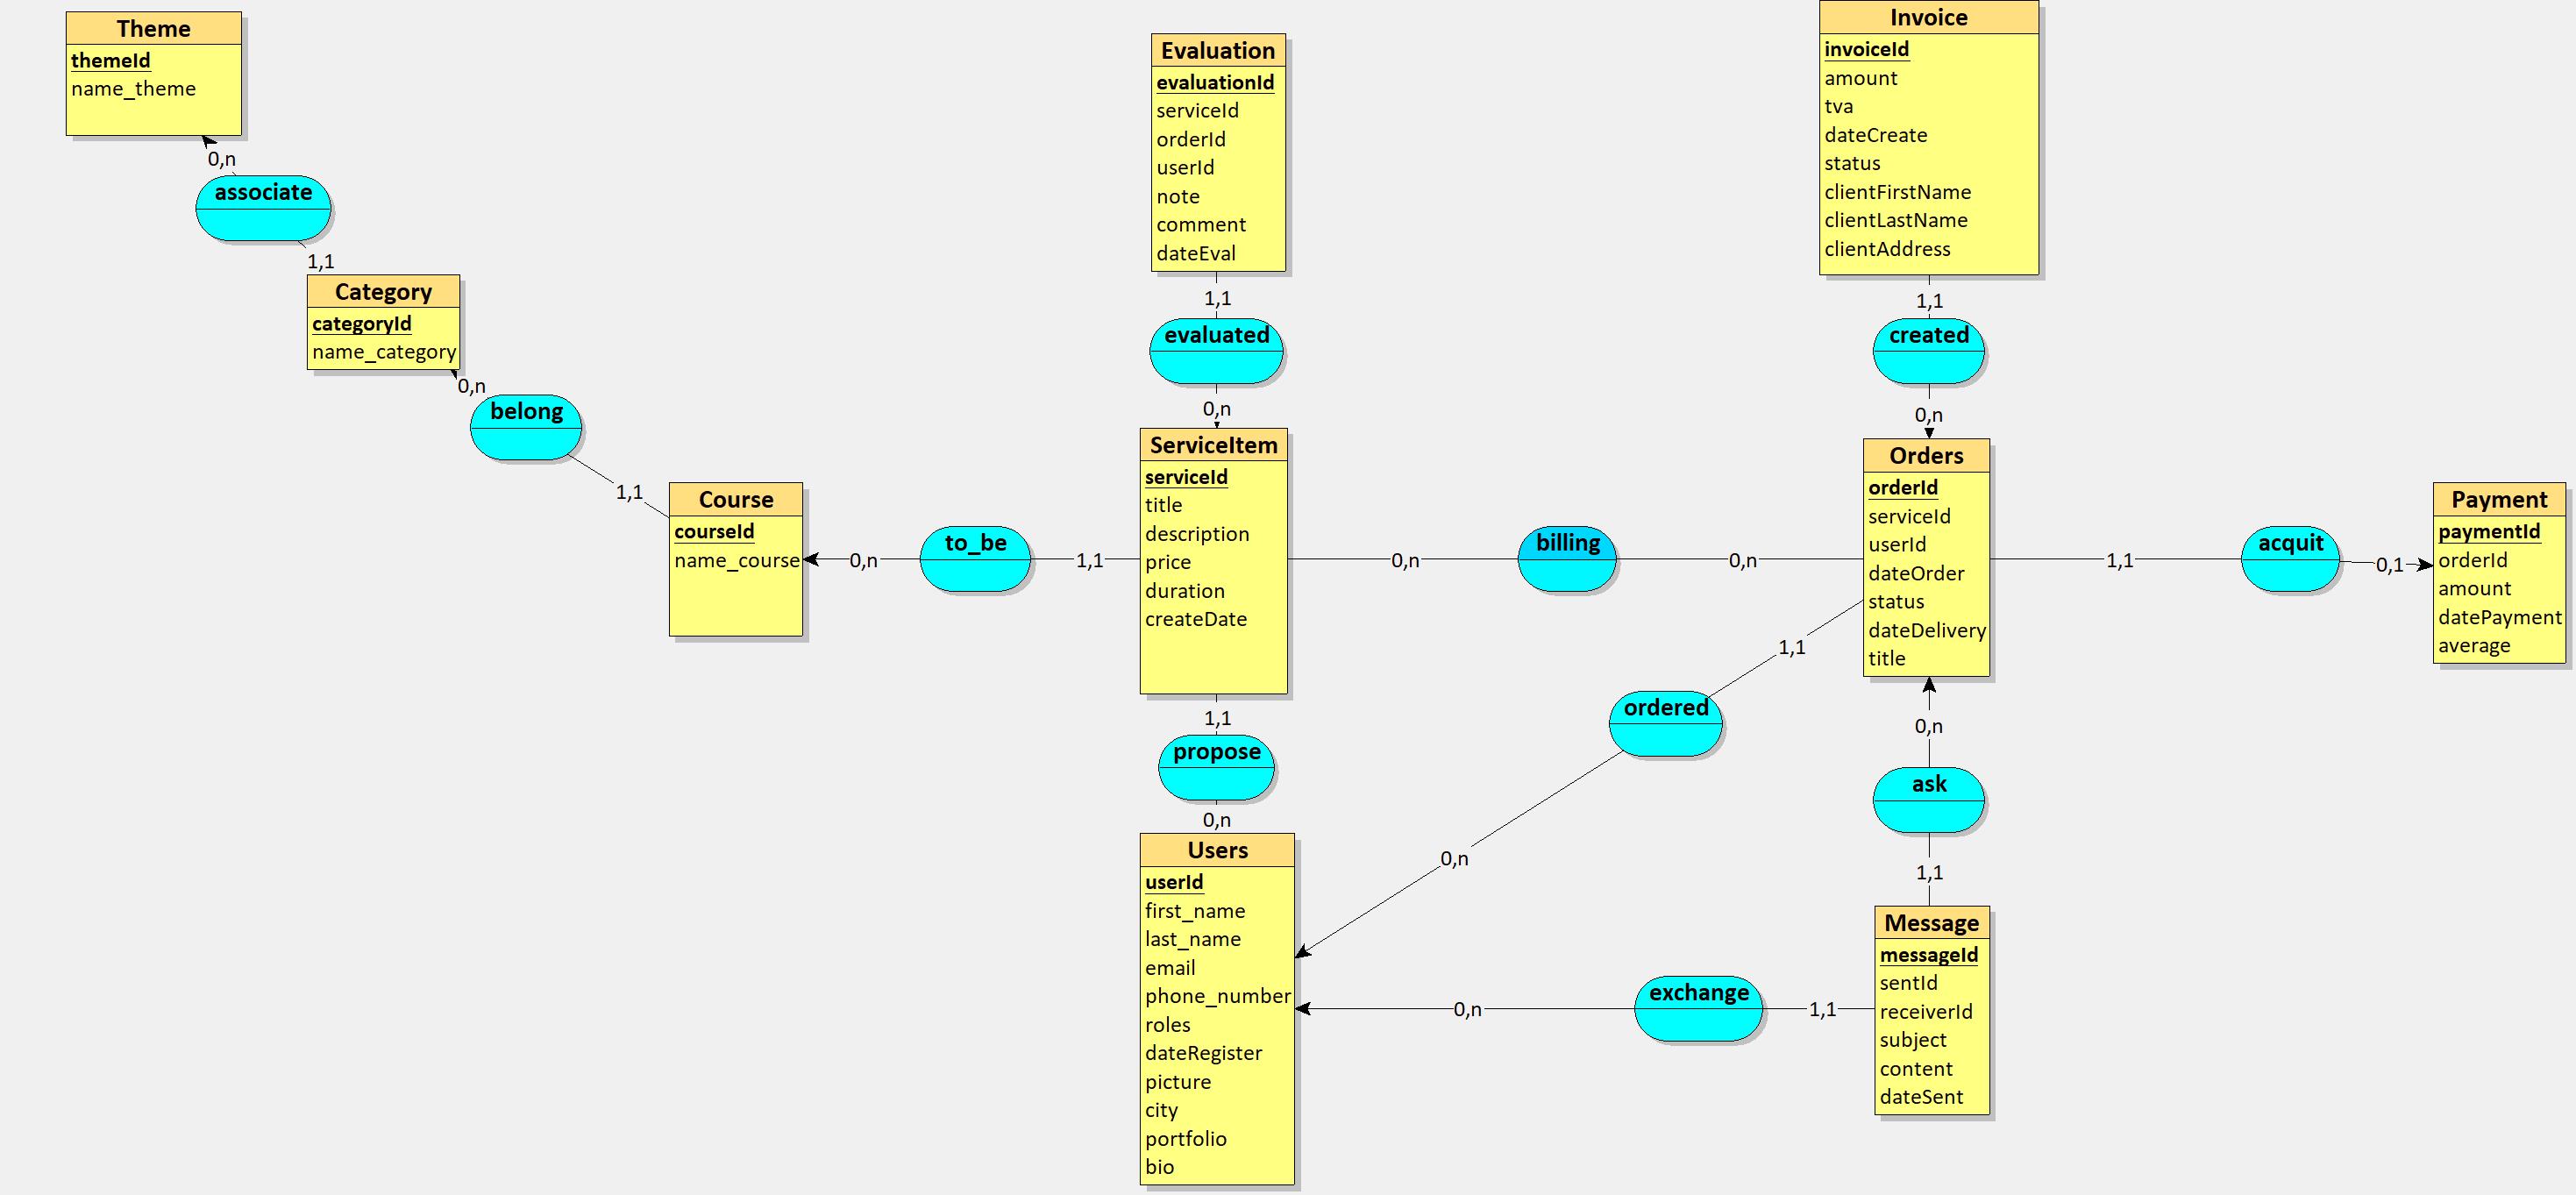 Theme
themeId
name_theme
0,n
associate
1,1
Category
categoryId
name_category
0,n
belong
1,1
Course
courseId
name_course
0,n
to_be
1,1
Evaluation
evaluationId
serviceId
orderId
userId
note
comment
dateEval
1,1
evaluated
0,n
ServiceItem
serviceId
title
description
price
duration
createDate
1,1
propose
0,n
Users
userId
first_name
last_name
email
phone_number
roles
dateRegister
picture
city
portfolio
bio
0,n
billing
0,n
1,1
ordered
0,n
0,n
exchange
1,1
Invoice
invoiceId
amount
tva
dateCreate
status
clientFirstName
clientLastName
clientAddress
1,1
created
0,n
Orders
orderId
serviceId
userId
dateOrder
status
dateDelivery
title
0,n
ask
1,1
Message
messageId
sentId
receiverId
subject
content
dateSent
1,1
acquit
0,1
Payment
paymentId
orderId
amount
datePayment
average